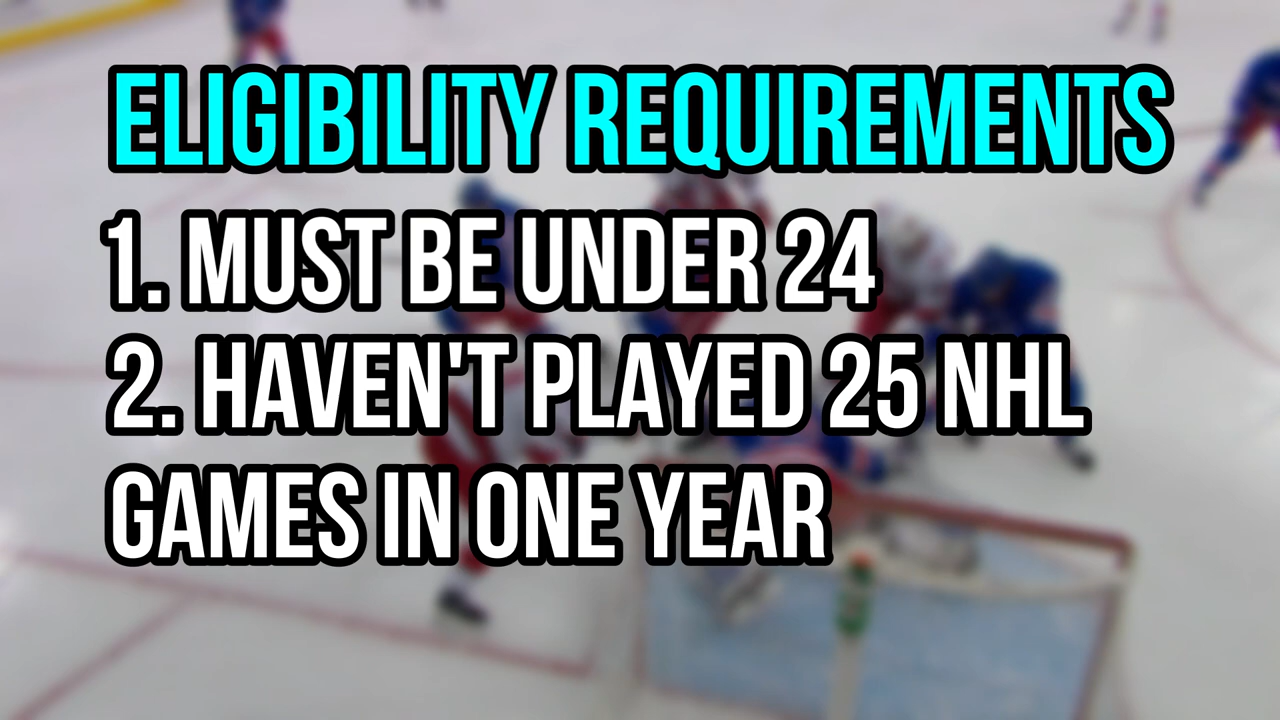 ELIGIBILITY REQUIREMENTS
1. MUST BE UNDER 24
2. HAVEN'T PLAYED 25 NHL
GAMES IN ONE YEAR